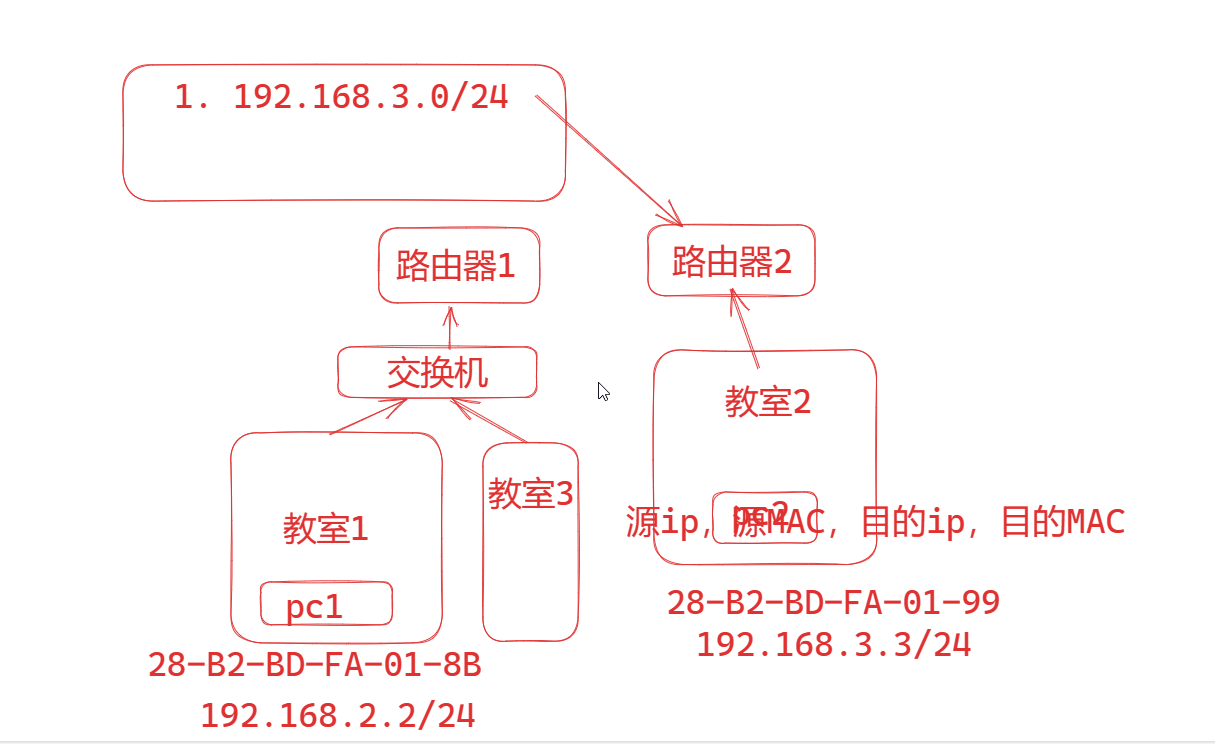 1. 192.168.3.0/24
路由器1
路由器2
交换机
教室2
教室3
教室1
pc2
源ip，源MAC，目的ip，目的MAC
pc1
28-B2-BD-FA-01-99
192.168.3.3/24
28-B2-BD-FA-01-8B
192.168.2.2/24